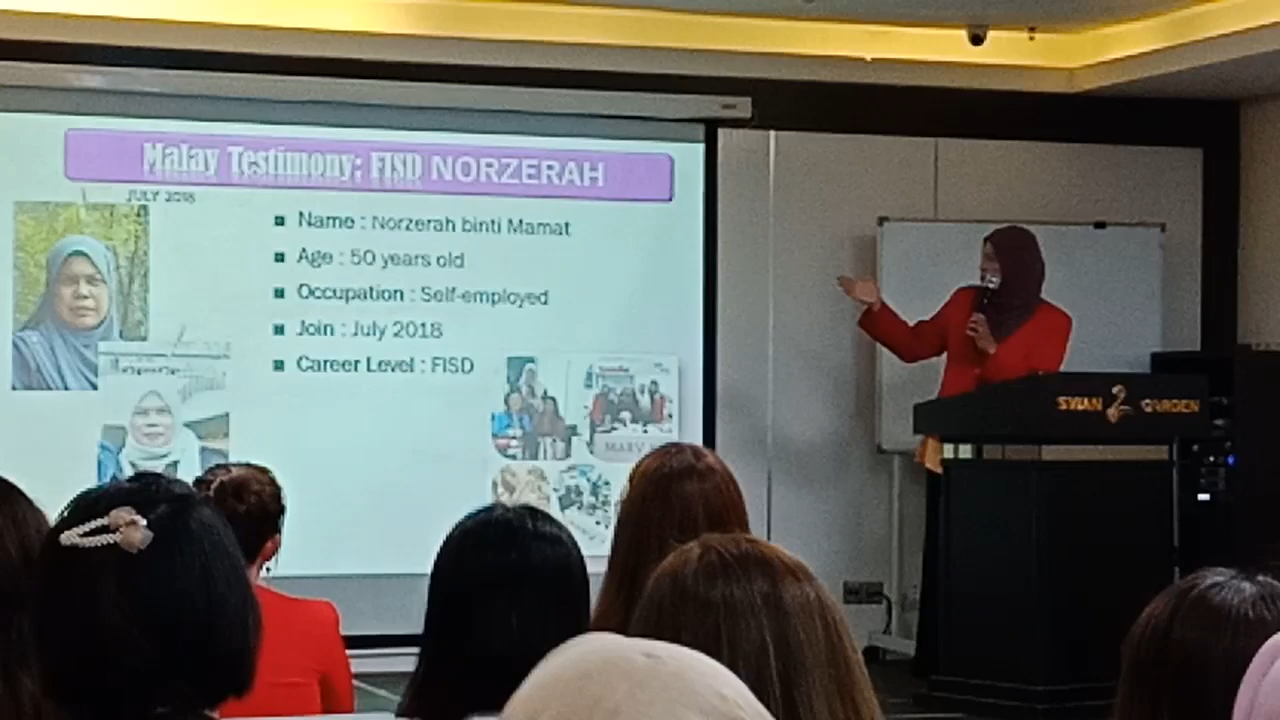 Malay Testimony: FISD NORZERAH
JULY 2018
Name : Norzerah binti Mamat
Age : 50 years old
Occupation : Self-employed
Join : July 2018
Career Level : FISD
MARY
SWAN GARDEN